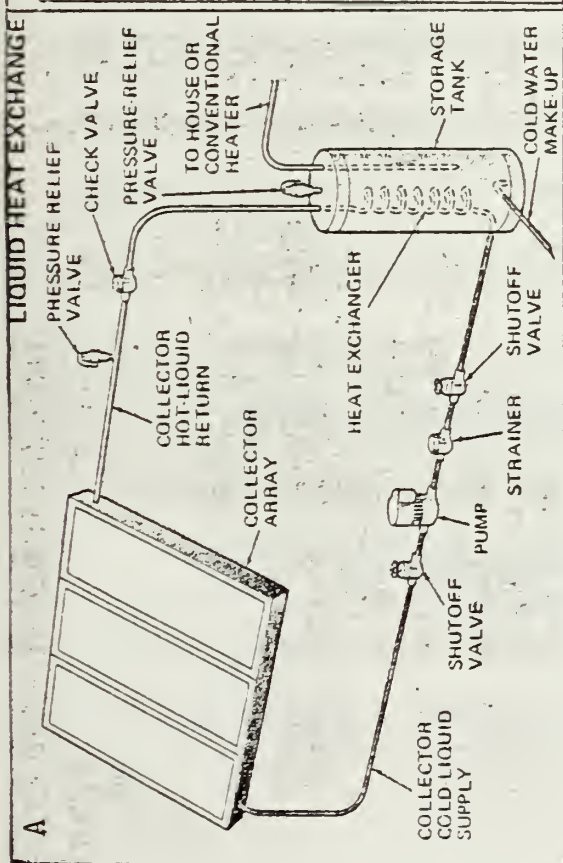 LIQUID HEAT EXCHANGE
A
PRESSURE RELIEF
VALVE
CHECK VALVE
PRESSURE-RELIEF
VALVE
TO HOUSE OR
CONVENTIONAL
HEATER
COLLECTOR
HOT-LIQUID
RETURN
COLLECTOR
ARRAY
STORAGE
TANK
HEAT EXCHANGER
COLD WATER
MAKE-UP
SHUTOFF
VALVE
STRAINER
PUMP
SHUTOFF
VALVE
COLLECTOR
COLD-LIQUID
SUPPLY